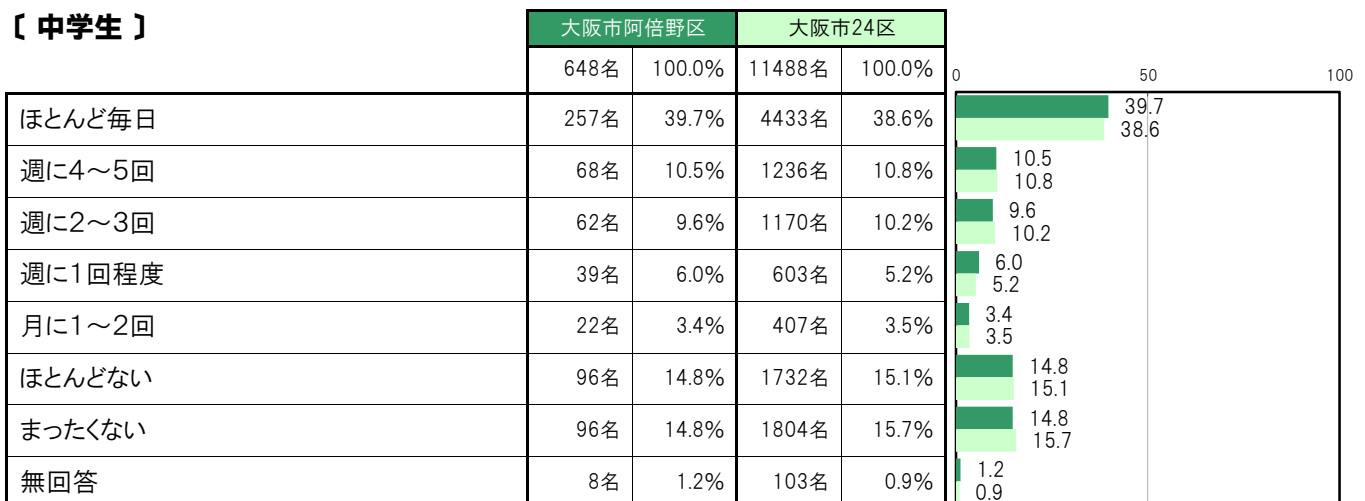 〔 中学生 〕
大阪市阿倍野区 大阪市24区
648名 100.0% 11488名 100.0%
0 50 100
ほとんど毎日 257名 39.7% 4433名 38.6% 39.7
38.6
週に4～5回 68名 10.5% 1236名 10.8% 10.5
10.8
週に2～3回 62名 9.6% 1170名 10.2% 9.6
10.2
週に1回程度 39名 6.0% 603名 5.2% 6.0
5.2
月に1～2回 22名 3.4% 407名 3.5% 3.4
3.5
ほとんどない 96名 14.8% 1732名 15.1% 14.8
15.1
まったくない 96名 14.8% 1804名 15.7% 14.8
15.7
無回答 8名 1.2% 103名 0.9% 1.2
0.9